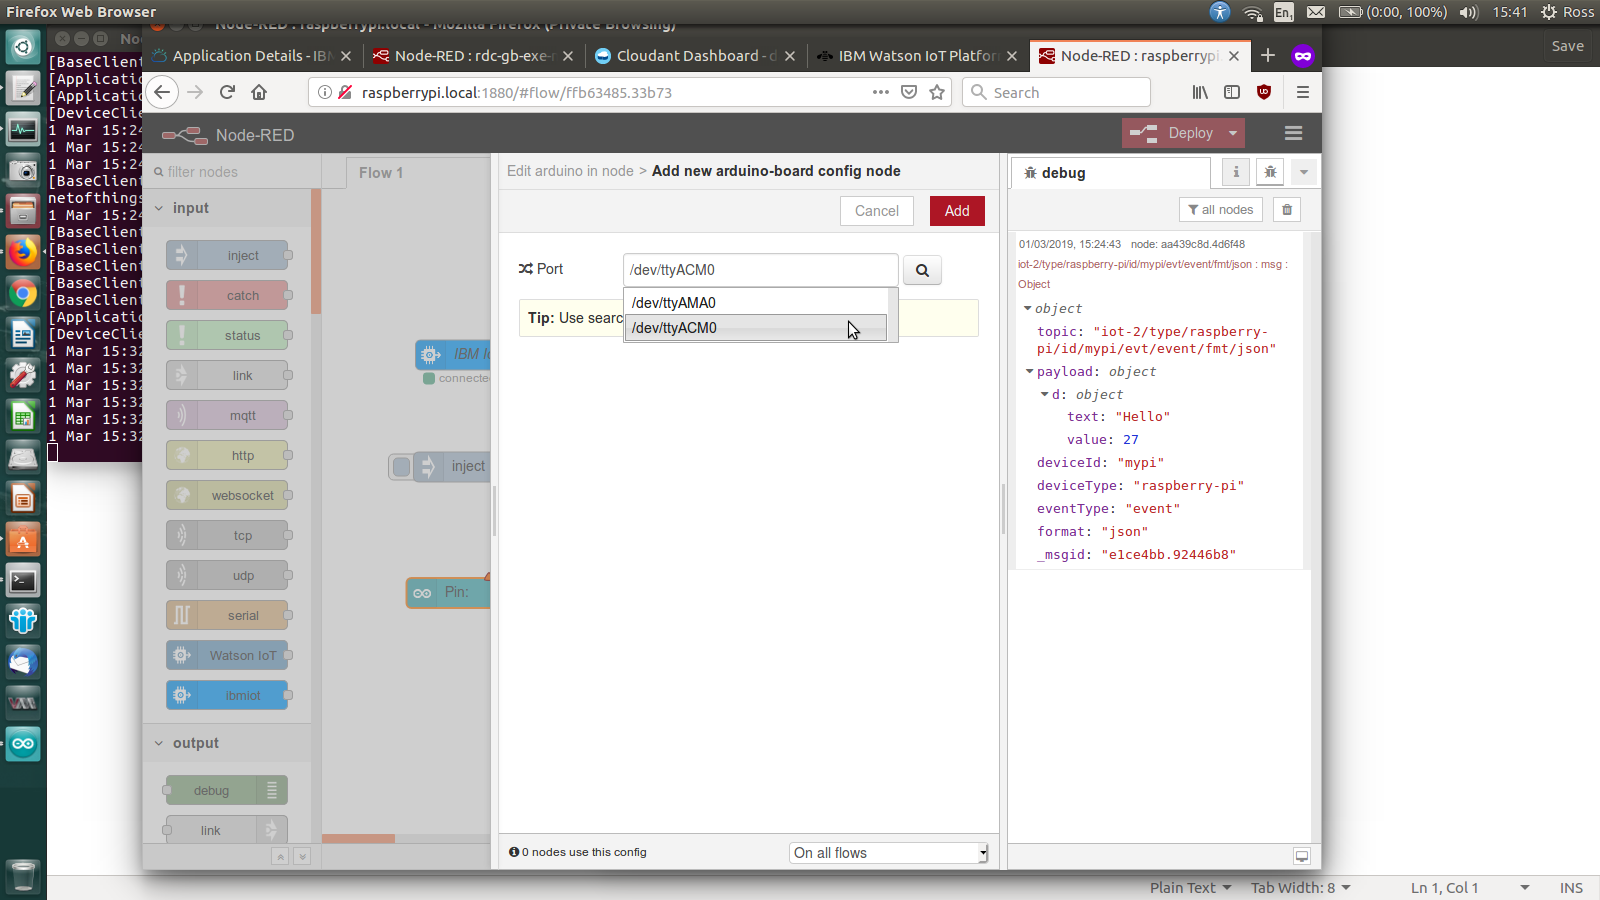 Firefox Web Browser
En1
(0:00, 100%)
15:41
Ross
Node-RED : raspberrypi.local - Mozilla Firefox (Private Browsing)
Save
Application Details - IBM
Node-RED : rdc-gb-exe-
Cloudant Dashboard - d
IBM Watson IoT Platfor
Node-RED : raspberrypi.
raspberrypi.local:1880/#flow/ffb63485.33b73
Search
Node-RED
Deploy
[BaseClient
[Applicatio
[Applicatio
[DeviceClie
1 Mar 15:24
1 Mar 15:24
1 Mar 15:24
[BaseClient
netofthings
1 Mar 15:24
[BaseClient
[BaseClient
[BaseClient
[BaseClient
[BaseClient
[Applicatio
[DeviceClie
1 Mar 15:32
1 Mar 15:32
1 Mar 15:32
1 Mar 15:32
1 Mar 15:32
1 Mar 15:32
filter nodes
input
inject
catch
status
link
mqtt
http
websocket
tcp
udp
serial
Watson IoT
ibmiot
output
debug
link
Flow 1
IBM I
connected
inject
Pin:
Edit arduino in node > Add new arduino-board config node
Cancel
Add
Port
/dev/ttyACM0
/dev/ttyAMA0
/dev/ttyACM0
Tip: Use searc
0 nodes use this config
On all flows
debug
all nodes
01/03/2019, 15:24:43 node: aa439c8d.4d6f48
iot-2/type/raspberry-pi/id/mypi/evt/event/fmt/json : msg :
Object
object
topic: "iot-2/type/raspberry-
pi/id/mypi/evt/event/fmt/json"
payload: object
d: object
text: "Hello"
value: 27
deviceId: "mypi"
deviceType: "raspberry-pi"
eventType: "event"
format: "json"
_msgid: "e1ce4bb.92446b8"
Plain Text
Tab Width: 8
Ln 1, Col 1
INS